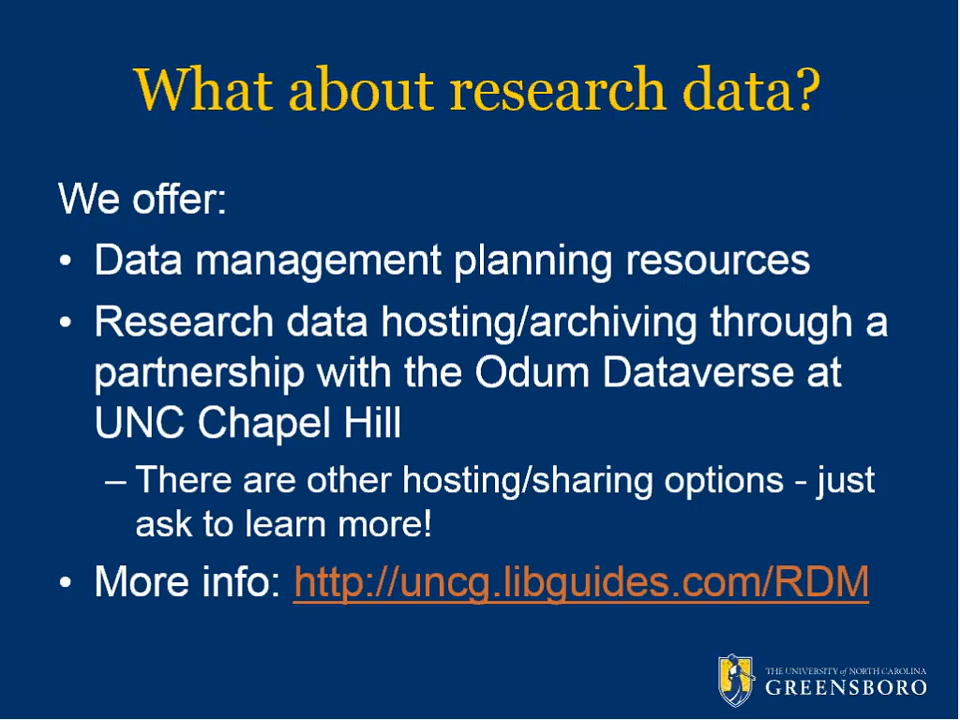 What about research data?
We offer:
• Data management planning resources
• Research data hosting/archiving through a
partnership with the Odum Dataverse at
UNC Chapel Hill
– There are other hosting/sharing options - just
ask to learn more!
• More info: http://uncg.libguides.com/RDM
THE UNIVERSITY of NORTH CAROLINA
GREENSBORO